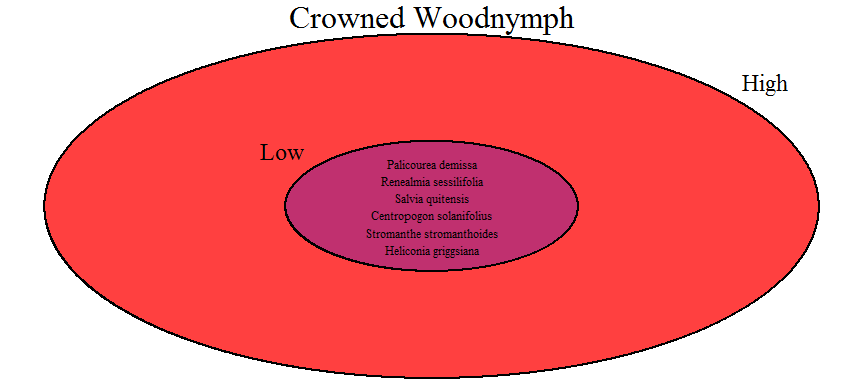 Crowned Woodnymph
High
Low
Palicourea demissa
Renealmia sessilifolia
Salvia quitensis
Centropogon solanifolius
Stromanthe stromanthoides
Heliconia griggsiana